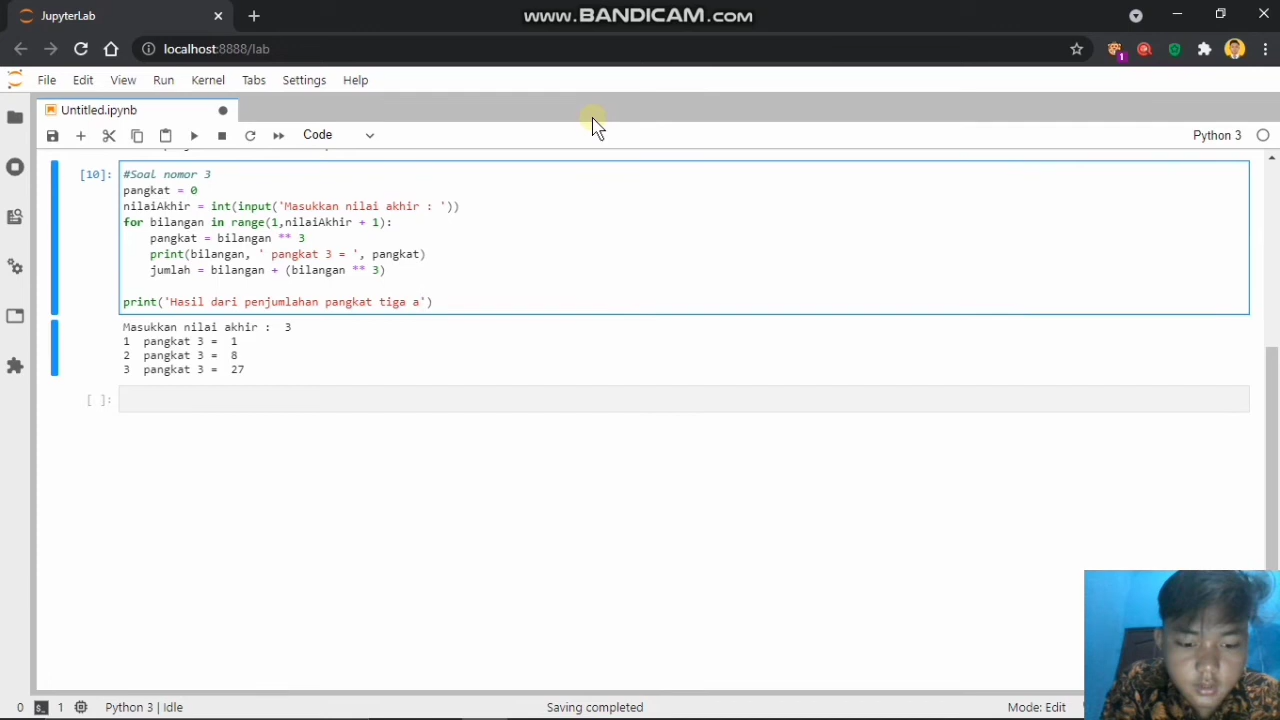 JupyterLab
www.BANDICAM.com
localhost:8888/lab
1
File Edit View Run Kernel Tabs Settings Help
Untitled.ipynb
Code
Python 3
[10]:
#Soal nomor 3
pangkat = 0
nilaiAkhir = int(input('Masukkan nilai akhir : '))
for bilangan in range(1,nilaiAkhir + 1):
    pangkat = bilangan ** 3
    print(bilangan, ' pangkat 3 = ', pangkat)
    jumlah = bilangan + (bilangan ** 3)
print('Hasil dari penjumlahan pangkat tiga a')
Masukkan nilai akhir :  3
1  pangkat 3 =  1
2  pangkat 3 =  8
3  pangkat 3 =  27
[ ]:
0 1 Python 3 | Idle Saving completed Mode: Edit